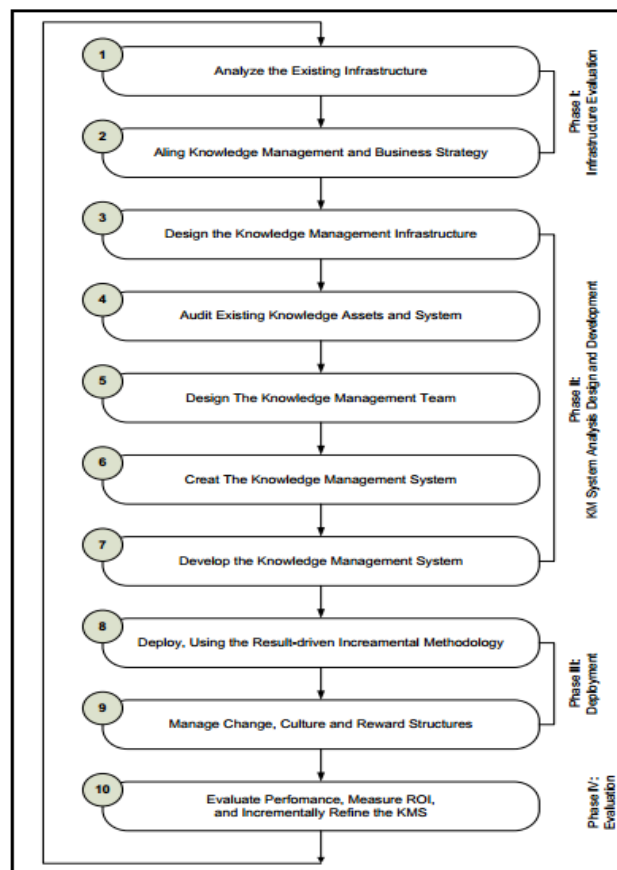 1
Analyze the Existing Infrastructure
2
Aling Knowledge Management and Business Strategy
Phase I:
Infrastructure Evaluation
3
Design the Knowledge Management Infrastructure
4
Audit Existing Knowledge Assets and System
5
Design The Knowledge Management Team
6
Creat The Knowledge Management System
7
Develop the Knowledge Management System
Phase II:
KM System Analysis Design and Development
8
Deploy, Using the Result-driven Increamental Methodology
9
Manage Change, Culture and Reward Structures
Phase III:
Deployment
10
Evaluate Perfomance, Measure ROI,
and Incrementally Refine the KMS
Phase IV:
Evaluation